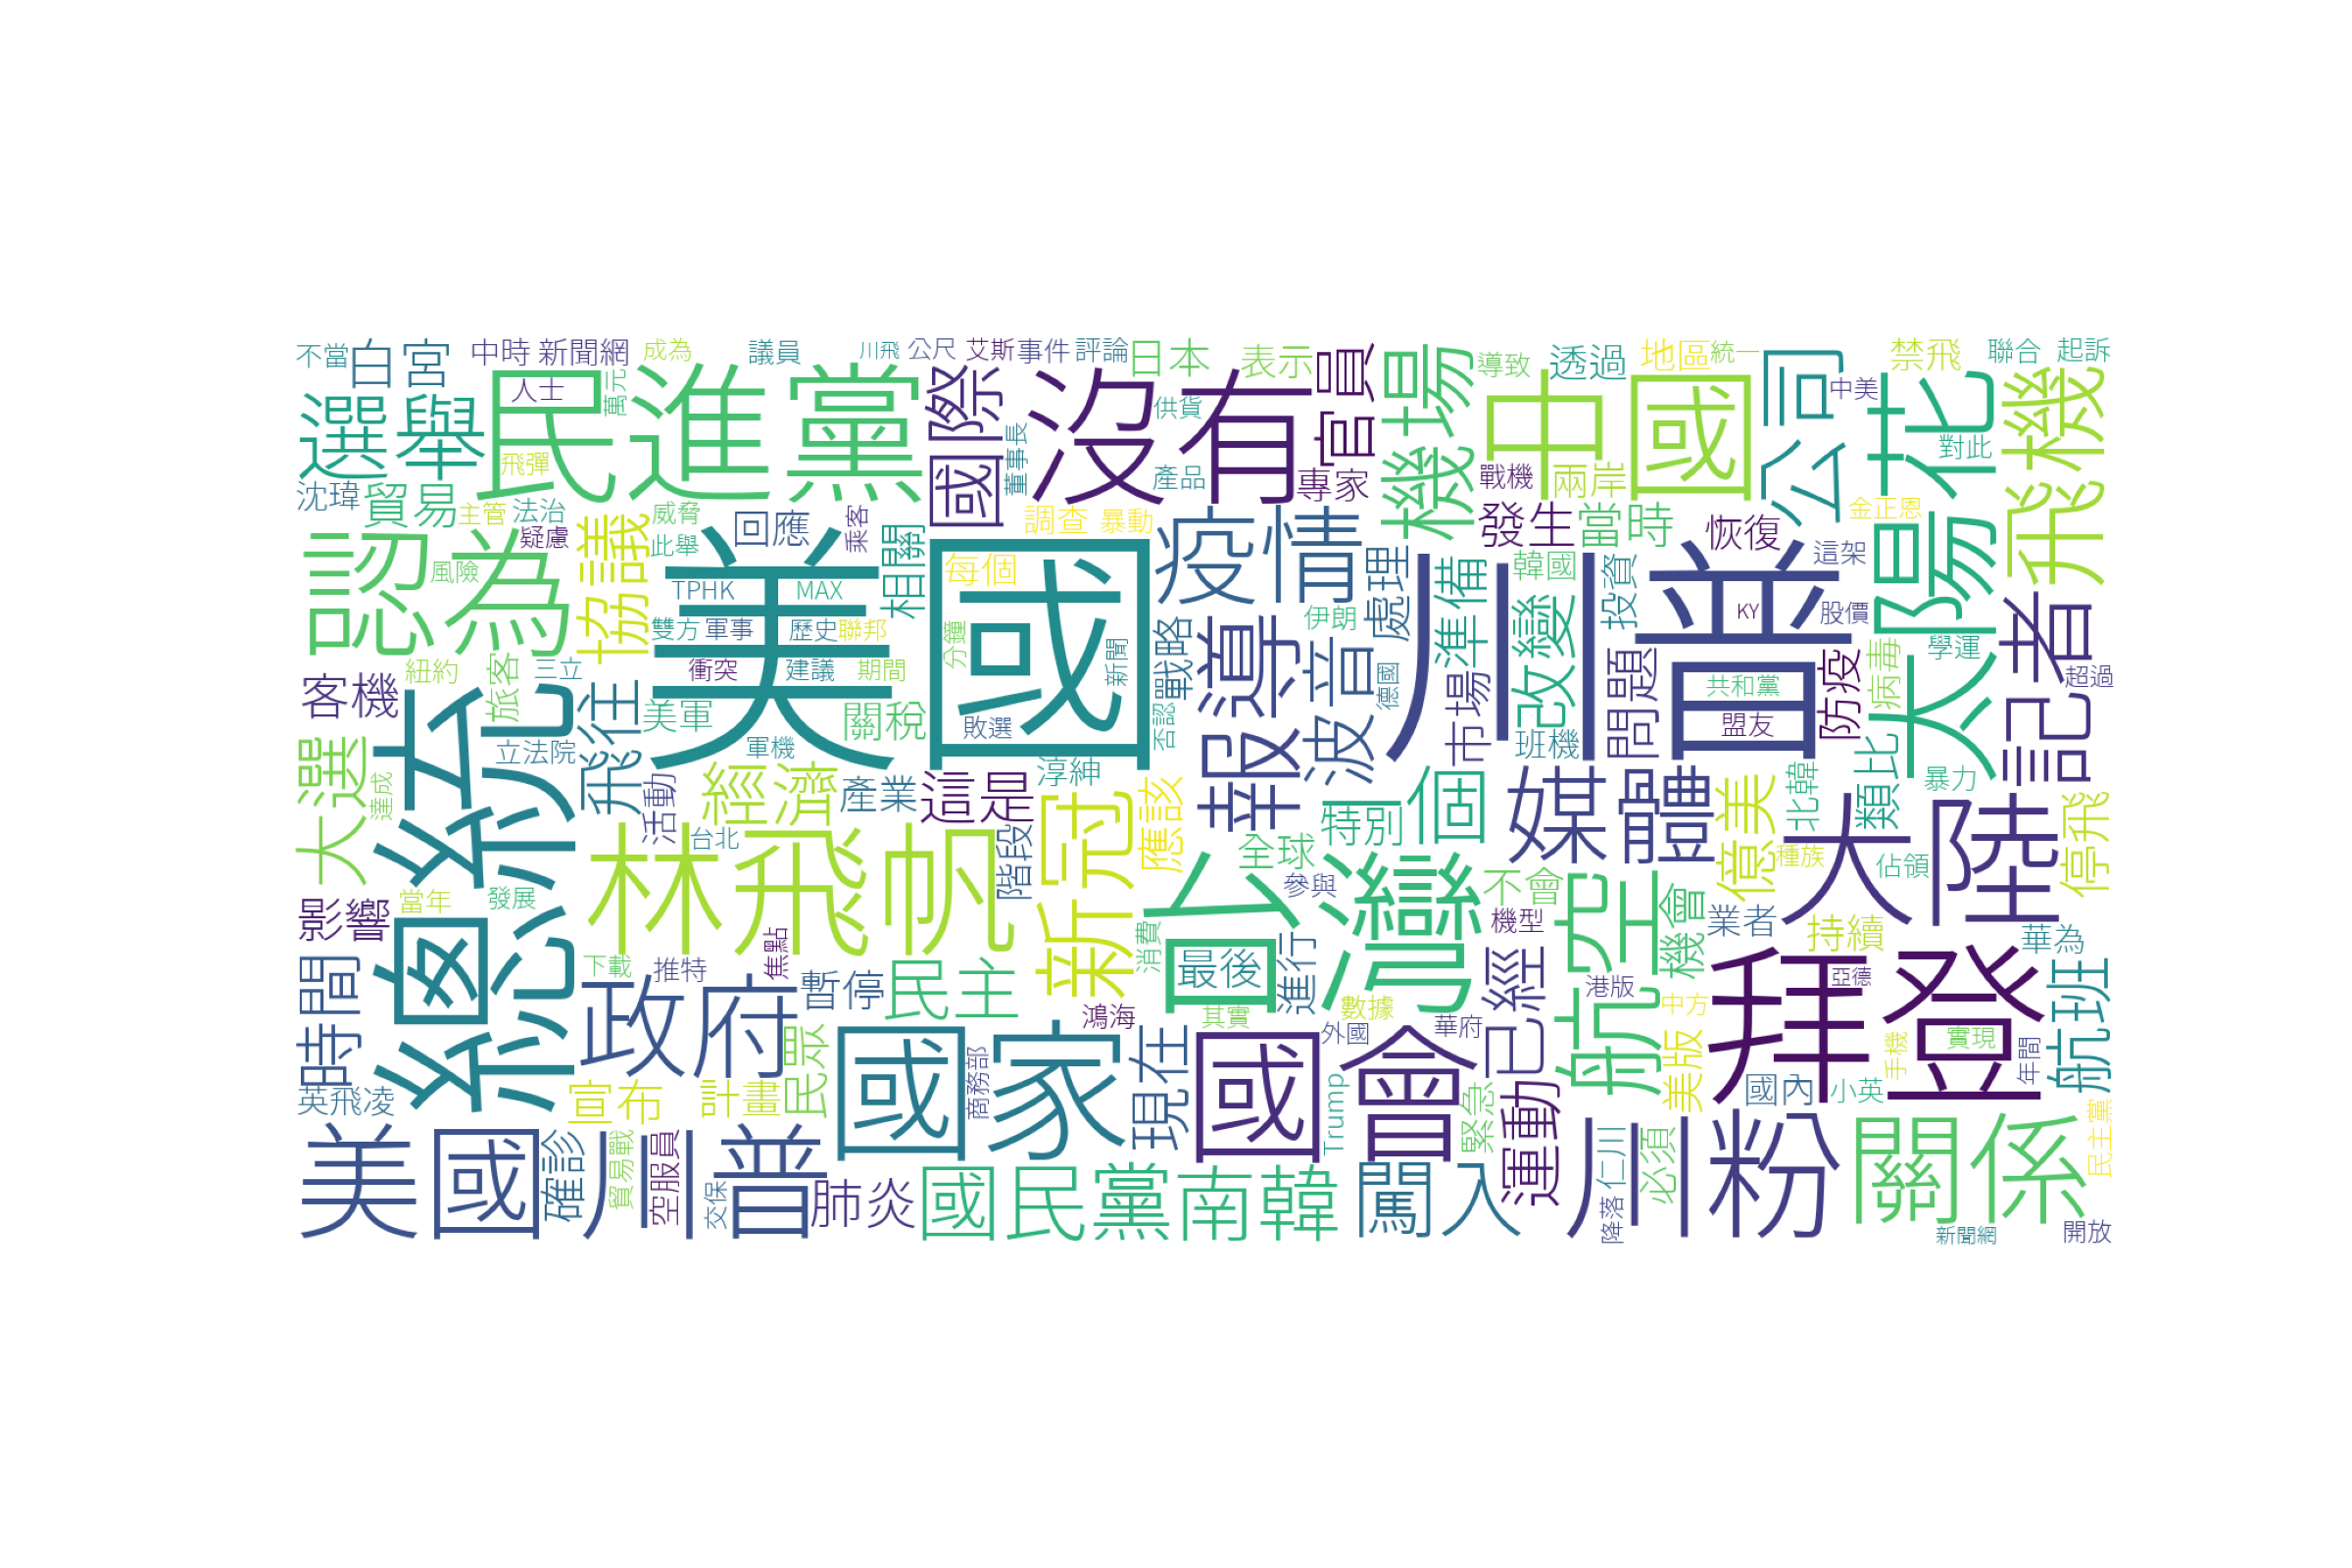 不當
白宮
中時 新聞網
成為
議員
川飛
公尺
艾斯
事件
評論
日本
表示
官員
導致
透過
地區
統一
公司
中美
禁飛
聯合
起訴
選舉
人士
民進黨
萬元
國際
沒有
供貨
機場
中國
太陽花
對此
飛機
飛彈
董事長
產品
專家
戰機
兩岸
沈瑋
貿易
主管
法治
威脅
回應
乘客
調查
暴動
發生
當時
恢復
金正恩
疑慮
此舉
協議
相關
疫情
這架
認為
風險
美國
每個
處理
準備
韓國
投資
川普
TPHK
MAX
KY
股價
記者
雙方
軍事
歷史
聯邦
分鐘
新聞
戰略
報導
伊朗
改變
問題
防疫
病毒
學運
紐約
旅客
三立
衝突
建議
期間
德國
市場
共和黨
超過
客機
總統
飛往
美軍
關稅
敗選
否認
波音
盟友
立法院
軍機
淳紳
班機
類比
暴力
大選
達成
活動
經濟
產業
這是
新冠
應該
特別
一個
媒體
億美
北韓
大陸
停飛
台北
林飛帆
階段
全球
台灣
不會
種族
佔領
影響
當年
發展
參與
機型
航空
機會
業者
持續
華為
時間
下載
推特
焦點
暫停
民主
消費
最後
進行
已經
港版
拜登
亞德
航班
政府
鴻海
其實
數據
中方
英飛凌
宣布
計畫
民眾
國家
商務部
現在
國會
外國
華府
緊急
運動
美版
國內
小英
手機
實現
年間
Trump
美國
確診
川普
貿易戰
空服員
交保
肺炎
國民黨
南韓
闖入
降落
仁川
必須
川粉
關係
民主黨
新聞網
開放